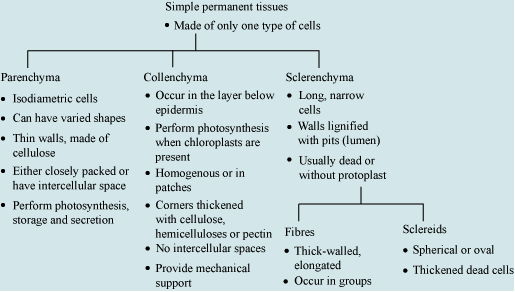 Simple permanent tissues
• Made of only one type of cells
Parenchyma
• Isodiametric cells
• Can have varied shapes
• Thin walls, made of
cellulose
• Either closely packed or
have intercellular space
• Perform photosynthesis,
storage and secretion
Collenchyma
• Occur in the layer below
epidermis
• Perform photosynthesis
when chloroplasts are
present
• Homogenous or in
patches
• Corners thickened
with cellulose,
hemicelluloses or pectin
• No intercellular spaces
• Provide mechanical
support
Sclerenchyma
• Long, narrow
cells
• Walls lignified
with pits (lumen)
• Usually dead or
without protoplast
Fibres
• Thick-walled,
elongated
• Occur in groups
Sclereids
• Spherical or oval
• Thickened dead cells